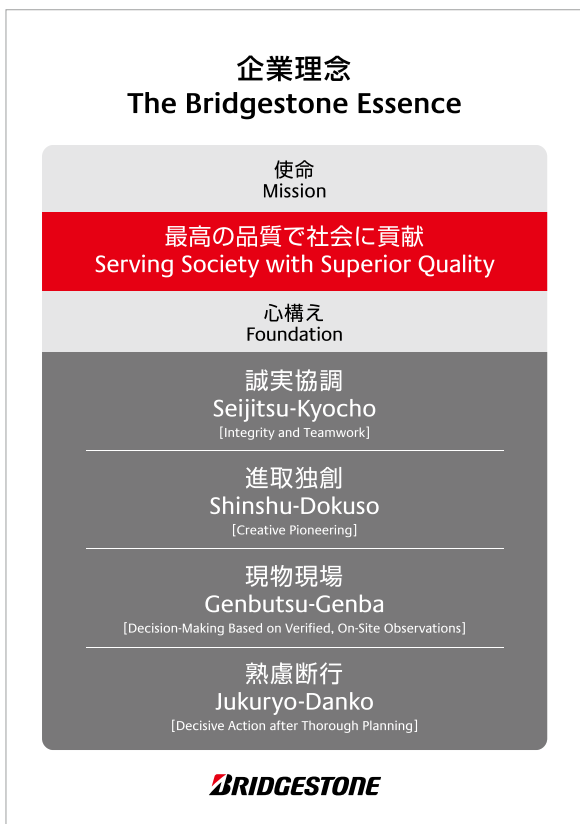 企業理念
The Bridgestone Essence
使命
Mission
最高の品質で社会に貢献
Serving Society with Superior Quality
心構え
Foundation
誠実協調
Seijitsu-Kyocho
[Integrity and Teamwork]
進取独創
Shinshu-Dokuso
[Creative Pioneering]
現物現場
Genbutsu-Genba
[Decision-Making Based on Verified, On-Site Observations]
熟慮断行
Jukuryo-Danko
[Decisive Action after Thorough Planning]
BRIDGESTONE